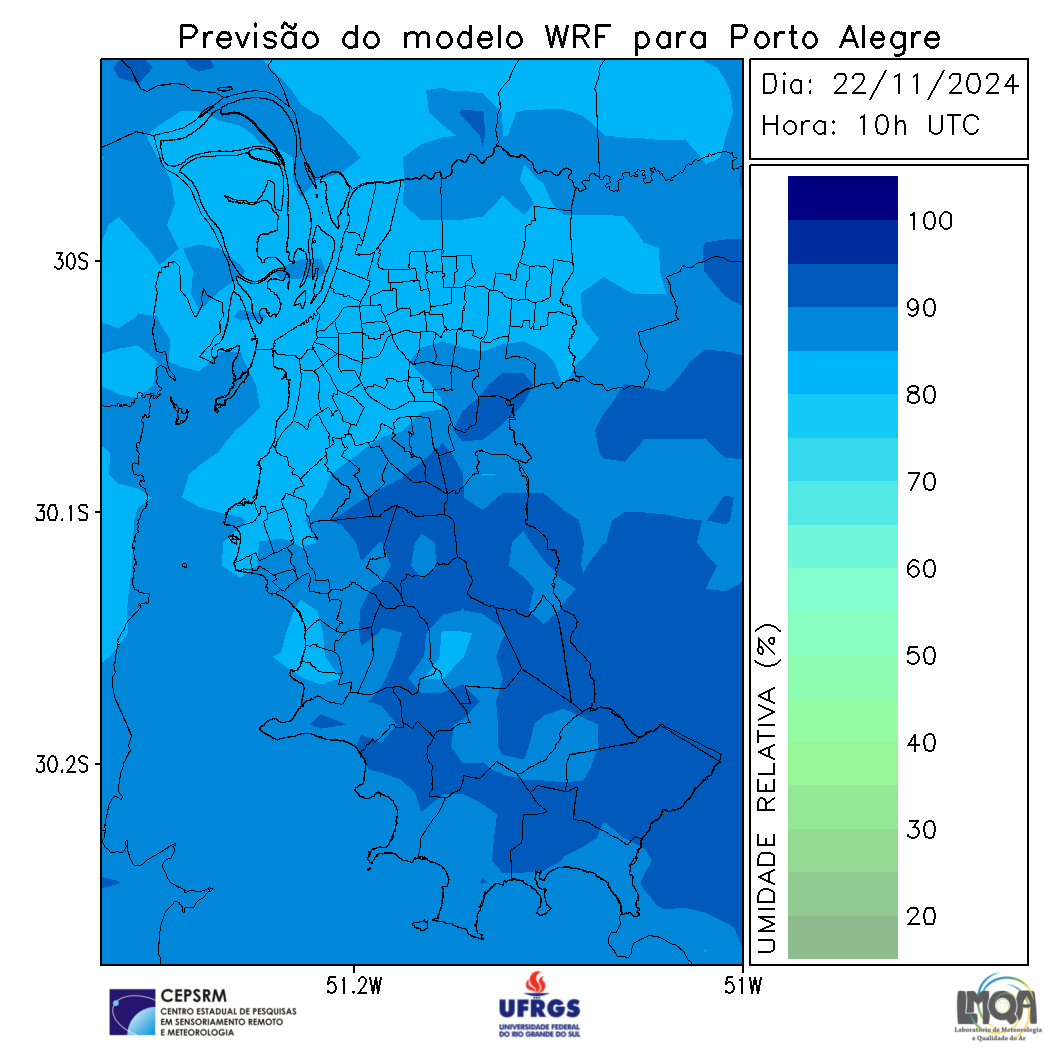 Previsão do modelo WRF para Porto Alegre
Dia: 22/11/2024
Hora: 10h UTC
30S
30.1S
30.2S
51.2W
51W
UMIDADE RELATIVA (%)
100
90
80
70
60
50
40
30
20
CEPSRM
CENTRO ESTADUAL DE PESQUISAS
EM SENSORIAMENTO REMOTO
E METEOROLOGIA
UFRGS
UNIVERSIDADE FEDERAL
DO RIO GRANDE DO SUL
LMQA
Laboratório de Meteorologia
e Qualidade do Ar